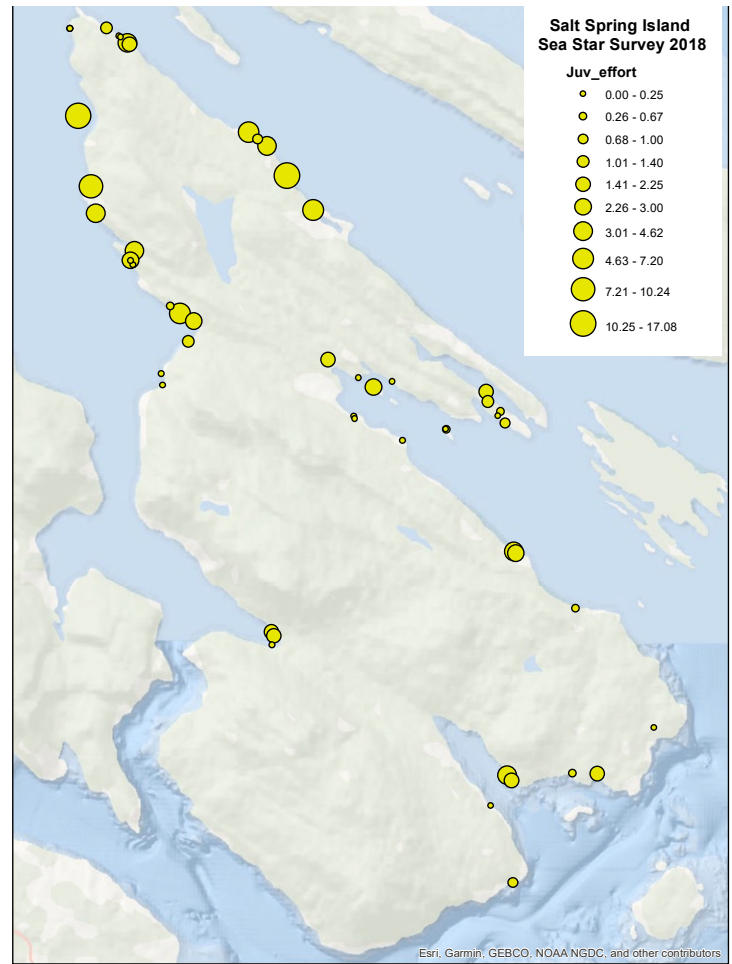 Salt Spring Island
Sea Star Survey 2018
Juv_effort
0.00 - 0.25
0.26 - 0.67
0.68 - 1.00
1.01 - 1.40
1.41 - 2.25
2.26 - 3.00
3.01 - 4.62
4.63 - 7.20
7.21 - 10.24
10.25 - 17.08
Esri, Garmin, GEBCO, NOAA NGDC, and other contributors